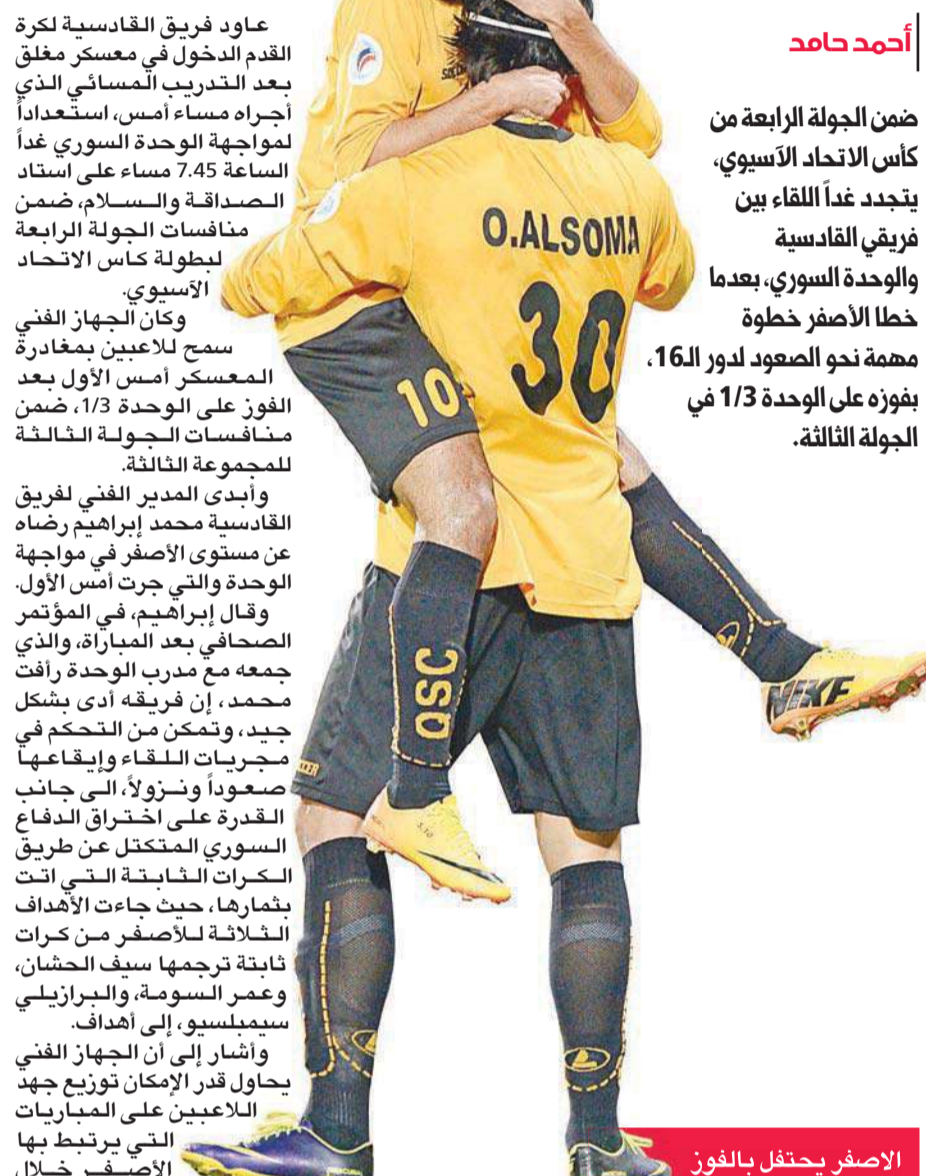 أحمد حامد
ضمن الجولة الرابعة من
كأس الاتحاد الآسيوي،
يتجدد غداً اللقاء بين
فريقي القادسية
والوحدة السوري، بعدما
خطا الأصفر خطوة
مهمة نحو الصعود لدور الـ16،
بفوزه على الوحدة 1/3 في
الجولة الثالثة.
عاود فريق القادسية لكرة
القدم الدخول في معسكر مغلق
بعد التدريب المسائي الذي
أجراه مساء أمس، استعداداً
لمواجهة الوحدة السوري غداً
الساعة 7.45 مساء على استاد
الصداقة والسلام، ضمن
منافسات الجولة الرابعة
لبطولة كاس الاتحاد
الآسيوي.
وكان الجهاز الفني
سمح للاعبين بمغادرة
المعسكر أمس الأول بعد
الفوز على الوحدة 1/3، ضمن
منافسات الجولة الثالثة
للمجموعة الثالثة.
وأبدى المدير الفني لفريق
القادسية محمد إبراهيم رضاه
عن مستوى الأصفر في مواجهة
الوحدة والتي جرت أمس الأول.
وقال إبراهيم، في المؤتمر
الصحافي بعد المباراة، والذي
جمعه مع مدرب الوحدة رأفت
محمد، إن فريقه أدى بشكل
جيد، وتمكن من التحكم في
مجريات اللقاء وإيقاعها
صعوداً ونزولاً، الى جانب
القدرة على اختراق الدفاع
السوري المتكتل عن طريق
الكرات الثابتة التي اتت
بثمارها، حيث جاءت الأهداف
الثلاثة للأصفر من كرات
ثابتة ترجمها سيف الحشان،
وعمر السومة، والبرازيلي
سيمبلسيو، إلى أهداف.
وأشار إلى أن الجهاز الفني
يحاول قدر الإمكان توزيع جهد
اللاعبين على المباريات
التي يرتبط بها
الأصفر خلال
O.ALSOMA
30
10
QSC
NIKE
الاصفر يحتفل بالفوز